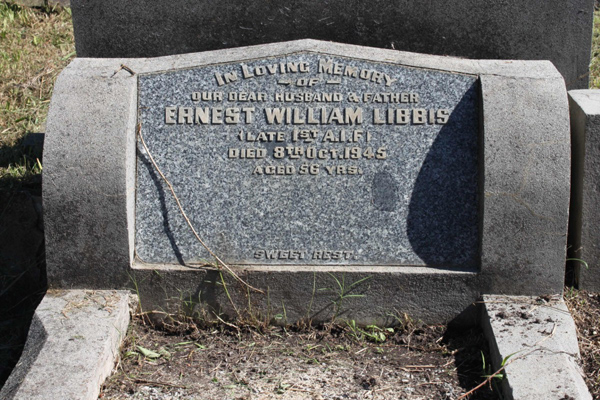 IN LOVING MEMORY
— OF —
OUR DEAR HUSBAND & FATHER
ERNEST WILLIAM LIBBIS
(LATE 1ST A.I.F.)
DIED 8TH OCT. 1945
AGED 56 YRS.
SWEET REST